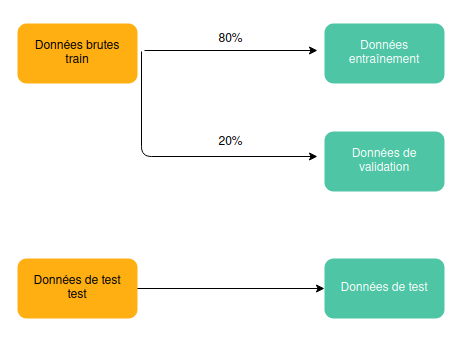 Données brutes
train
80%
Données
entraînement
20%
Données de
validation
Données de test
test
Données de test